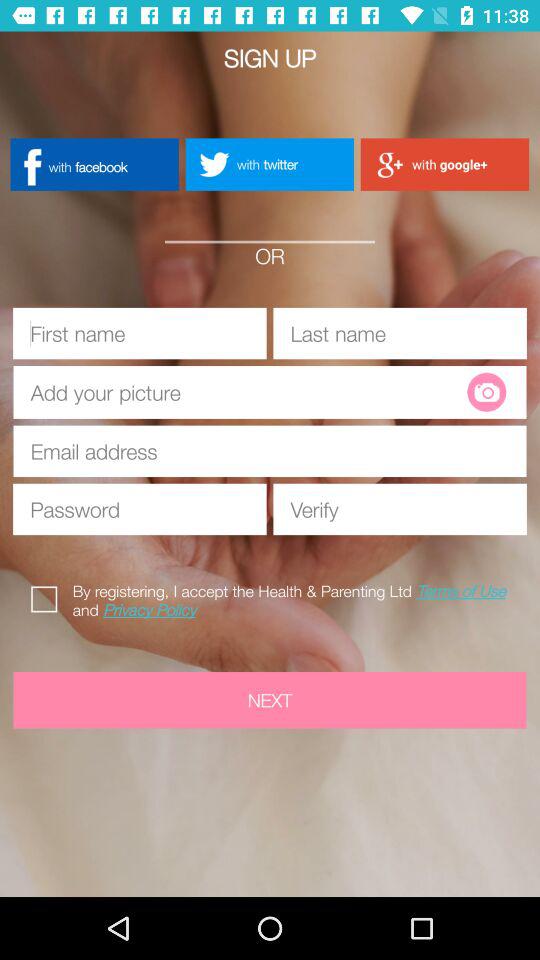 11:38
SIGN UP
with facebook
with twitter
g+ with google+
OR
First name
Last name
Add your picture
Email address
Password
Verify
By registering, I accept the Health & Parenting Ltd Terms of Use
and Privacy Policy
NEXT